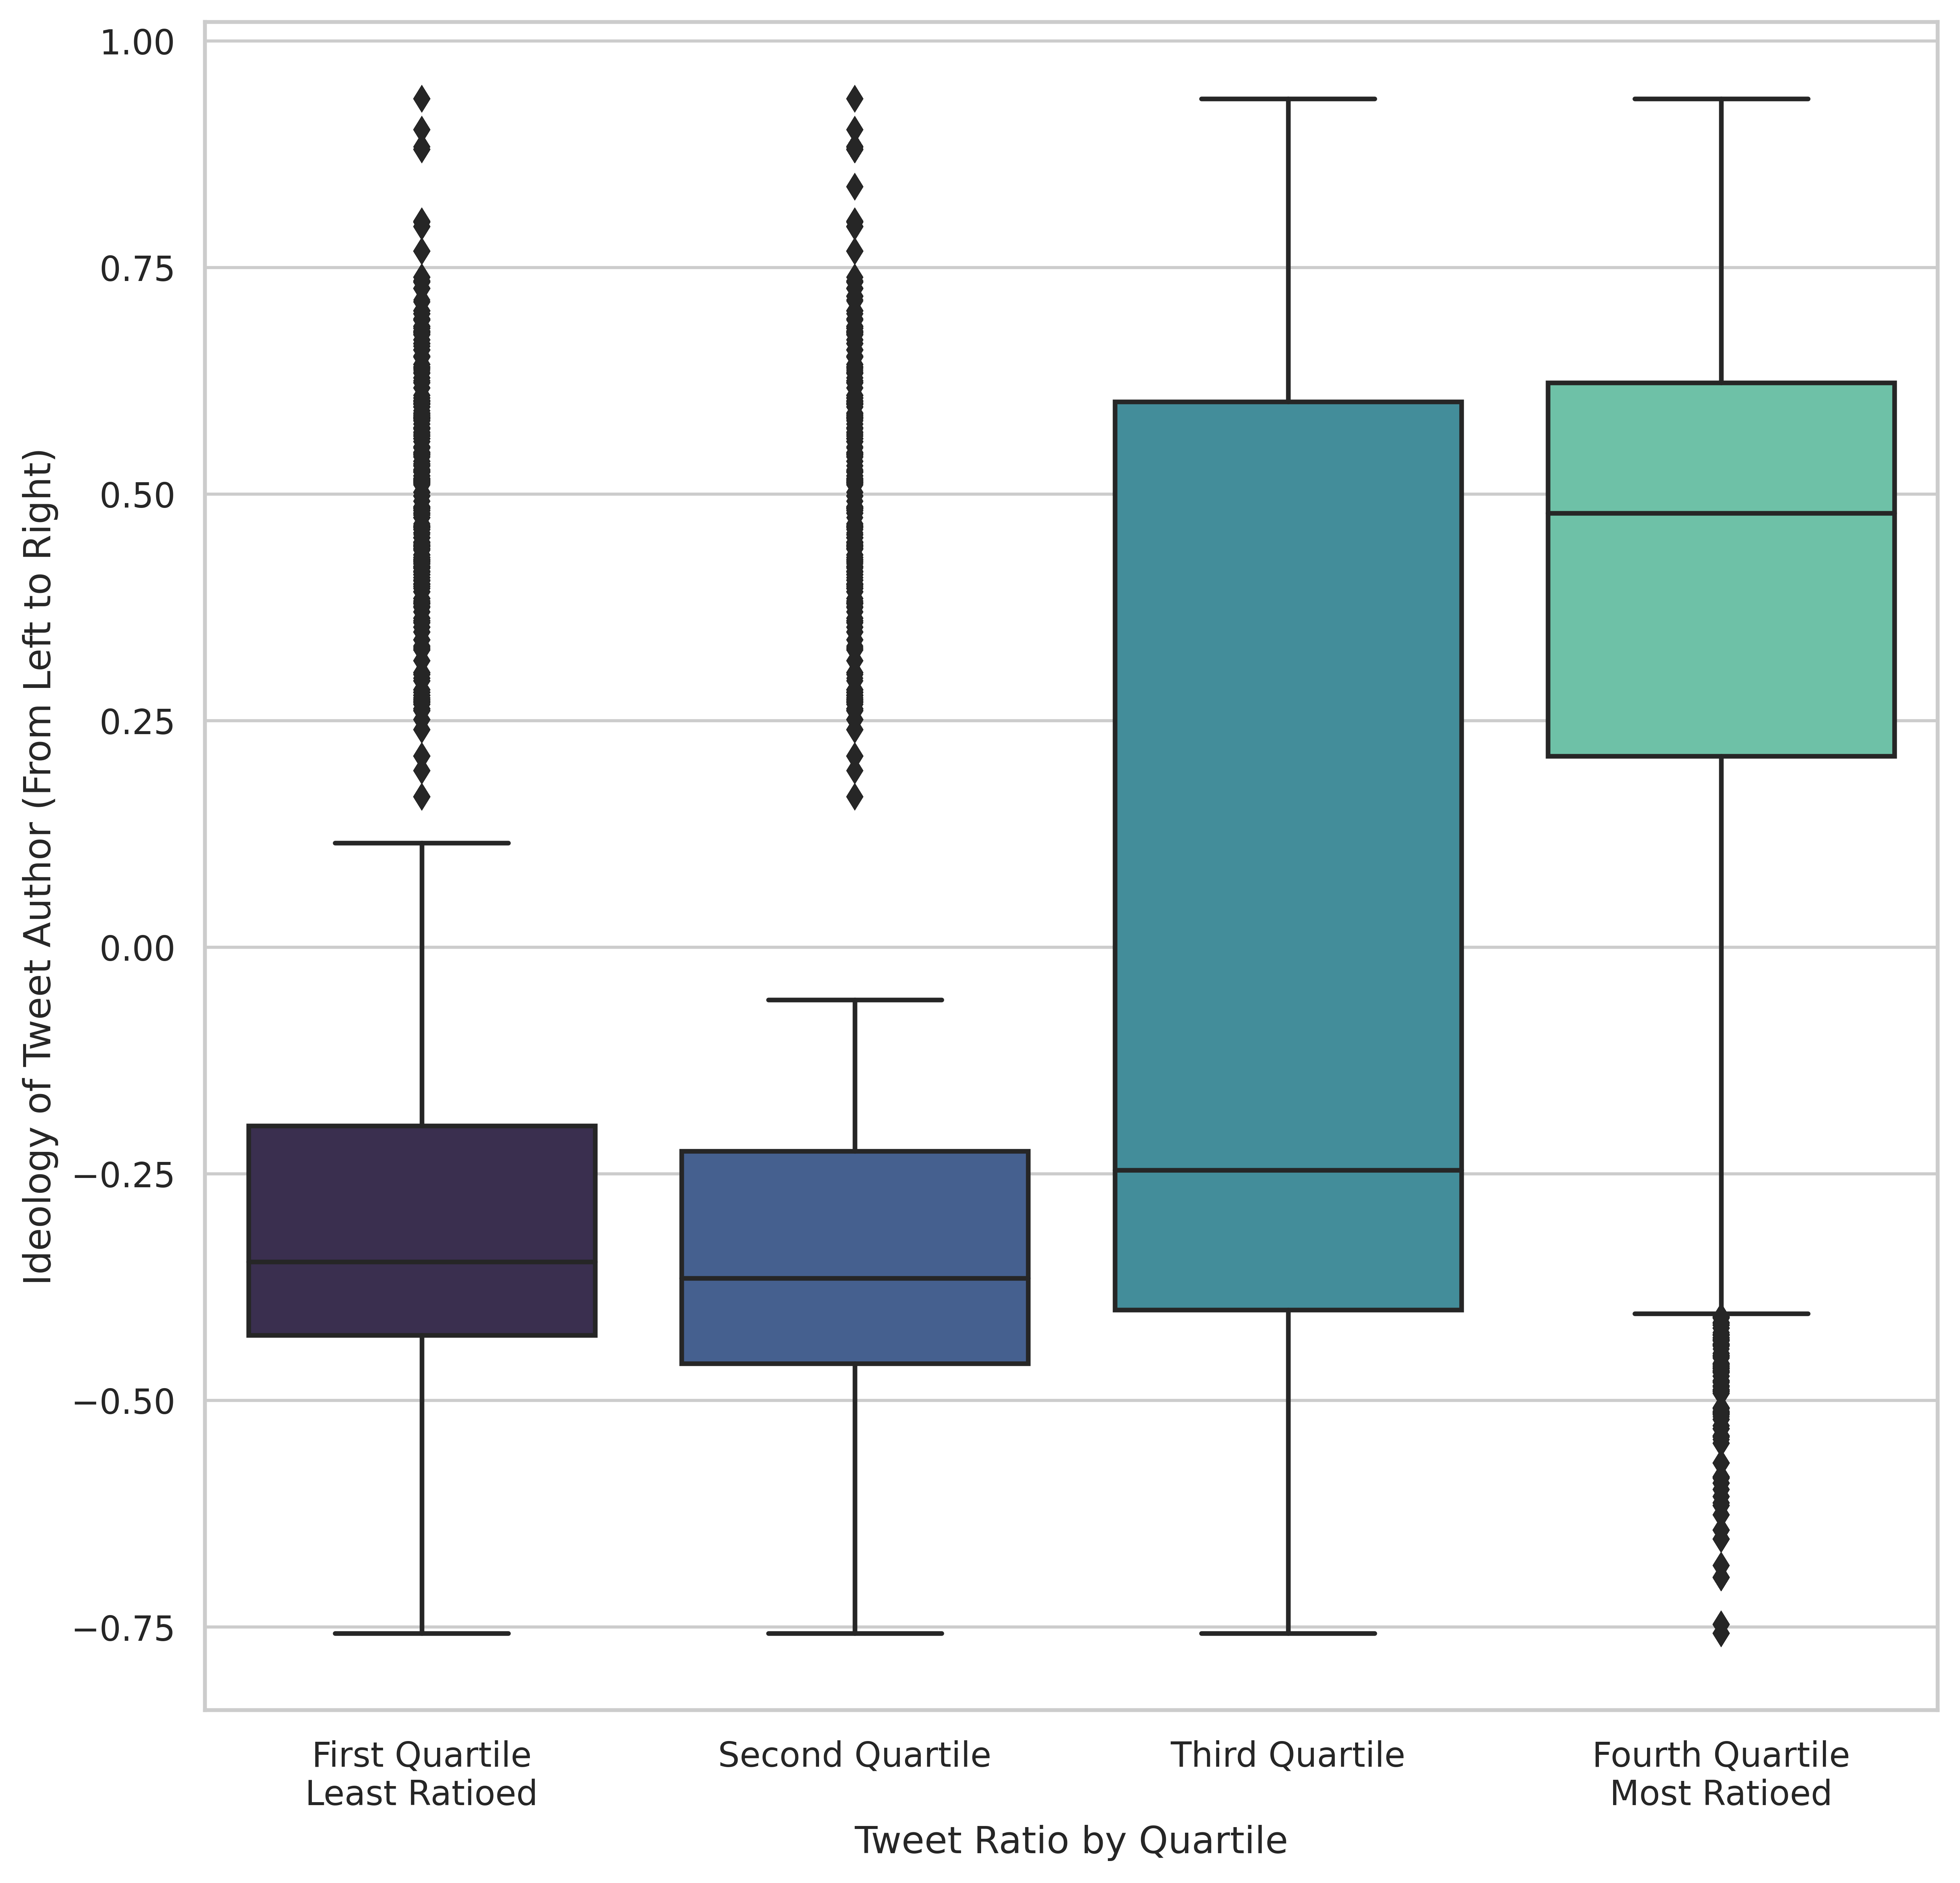 1.00
0.75
0.50
0.25
0.00
−0.25
−0.50
−0.75
Ideology of Tweet Author (From Left to Right)
First Quartile
Least Ratioed
Second Quartile
Third Quartile
Fourth Quartile
Most Ratioed
Tweet Ratio by Quartile